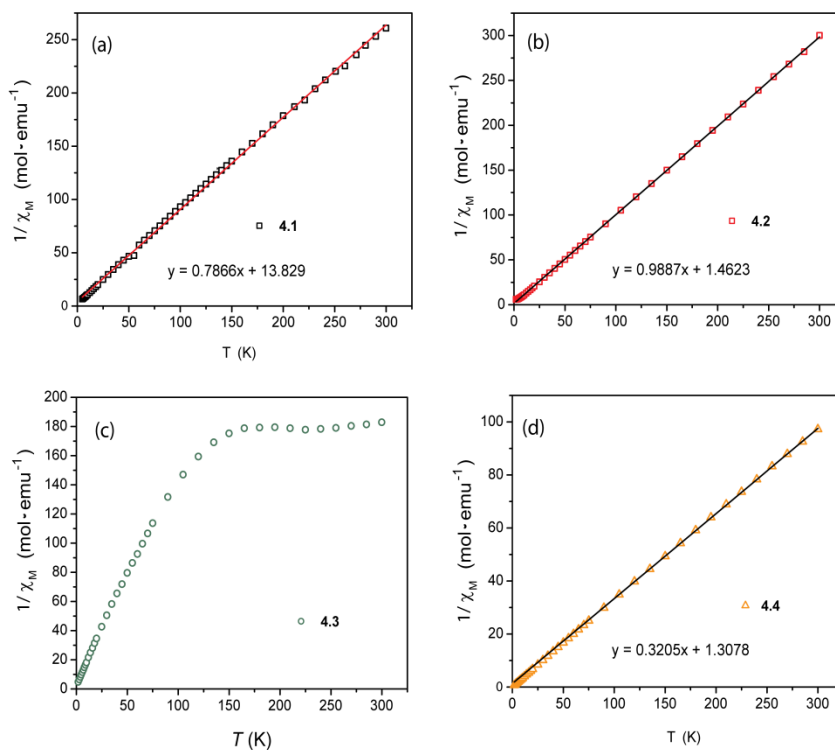 (a)
1/χM (mol·emu⁻¹)
250
200
150
100
50
0
0 50 100 150 200 250 300
T (K)
4.1
y = 0.7866x + 13.829
(b)
1/χM (mol·emu⁻¹)
300
250
200
150
100
50
0
0 50 100 150 200 250 300
T (K)
4.2
y = 0.9887x + 1.4623
(c)
1/χM (mol·emu⁻¹)
200
180
160
140
120
100
80
60
40
20
0
0 50 100 150 200 250 300
T (K)
4.3
(d)
1/χM (mol·emu⁻¹)
100
80
60
40
20
0
0 50 100 150 200 250 300
T (K)
4.4
y = 0.3205x + 1.3078